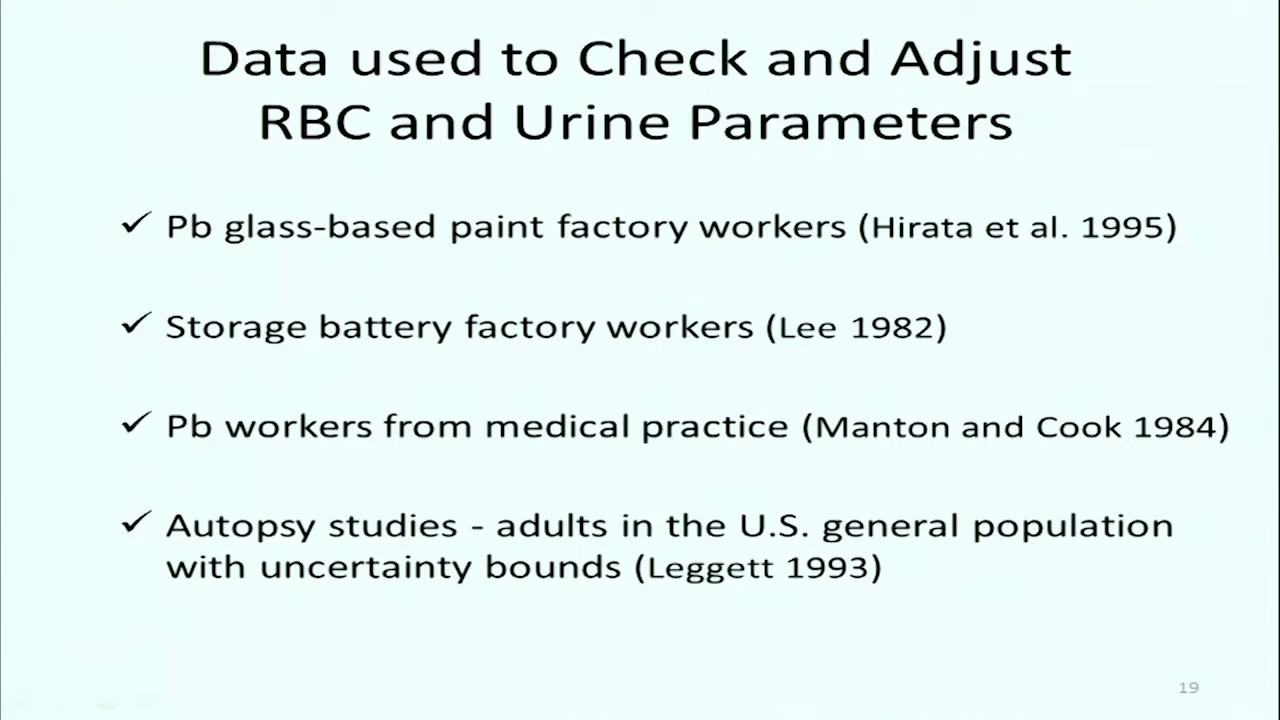 Data used to Check and Adjust
RBC and Urine Parameters
✓ Pb glass-based paint factory workers (Hirata et al. 1995)
✓ Storage battery factory workers (Lee 1982)
✓ Pb workers from medical practice (Manton and Cook 1984)
✓ Autopsy studies - adults in the U.S. general population
with uncertainty bounds (Leggett 1993)
19